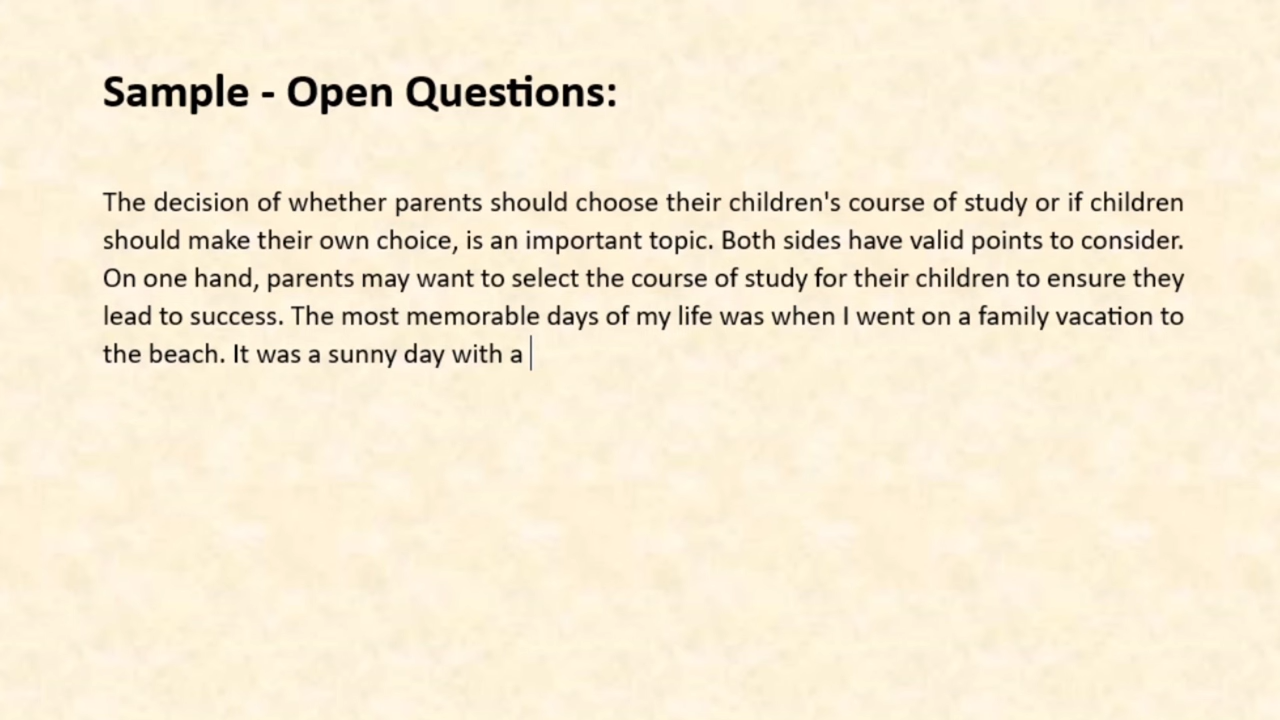 Sample - Open Questions:
The decision of whether parents should choose their children's course of study or if children
should make their own choice, is an important topic. Both sides have valid points to consider.
On one hand, parents may want to select the course of study for their children to ensure they
lead to success. The most memorable days of my life was when I went on a family vacation to
the beach. It was a sunny day with a